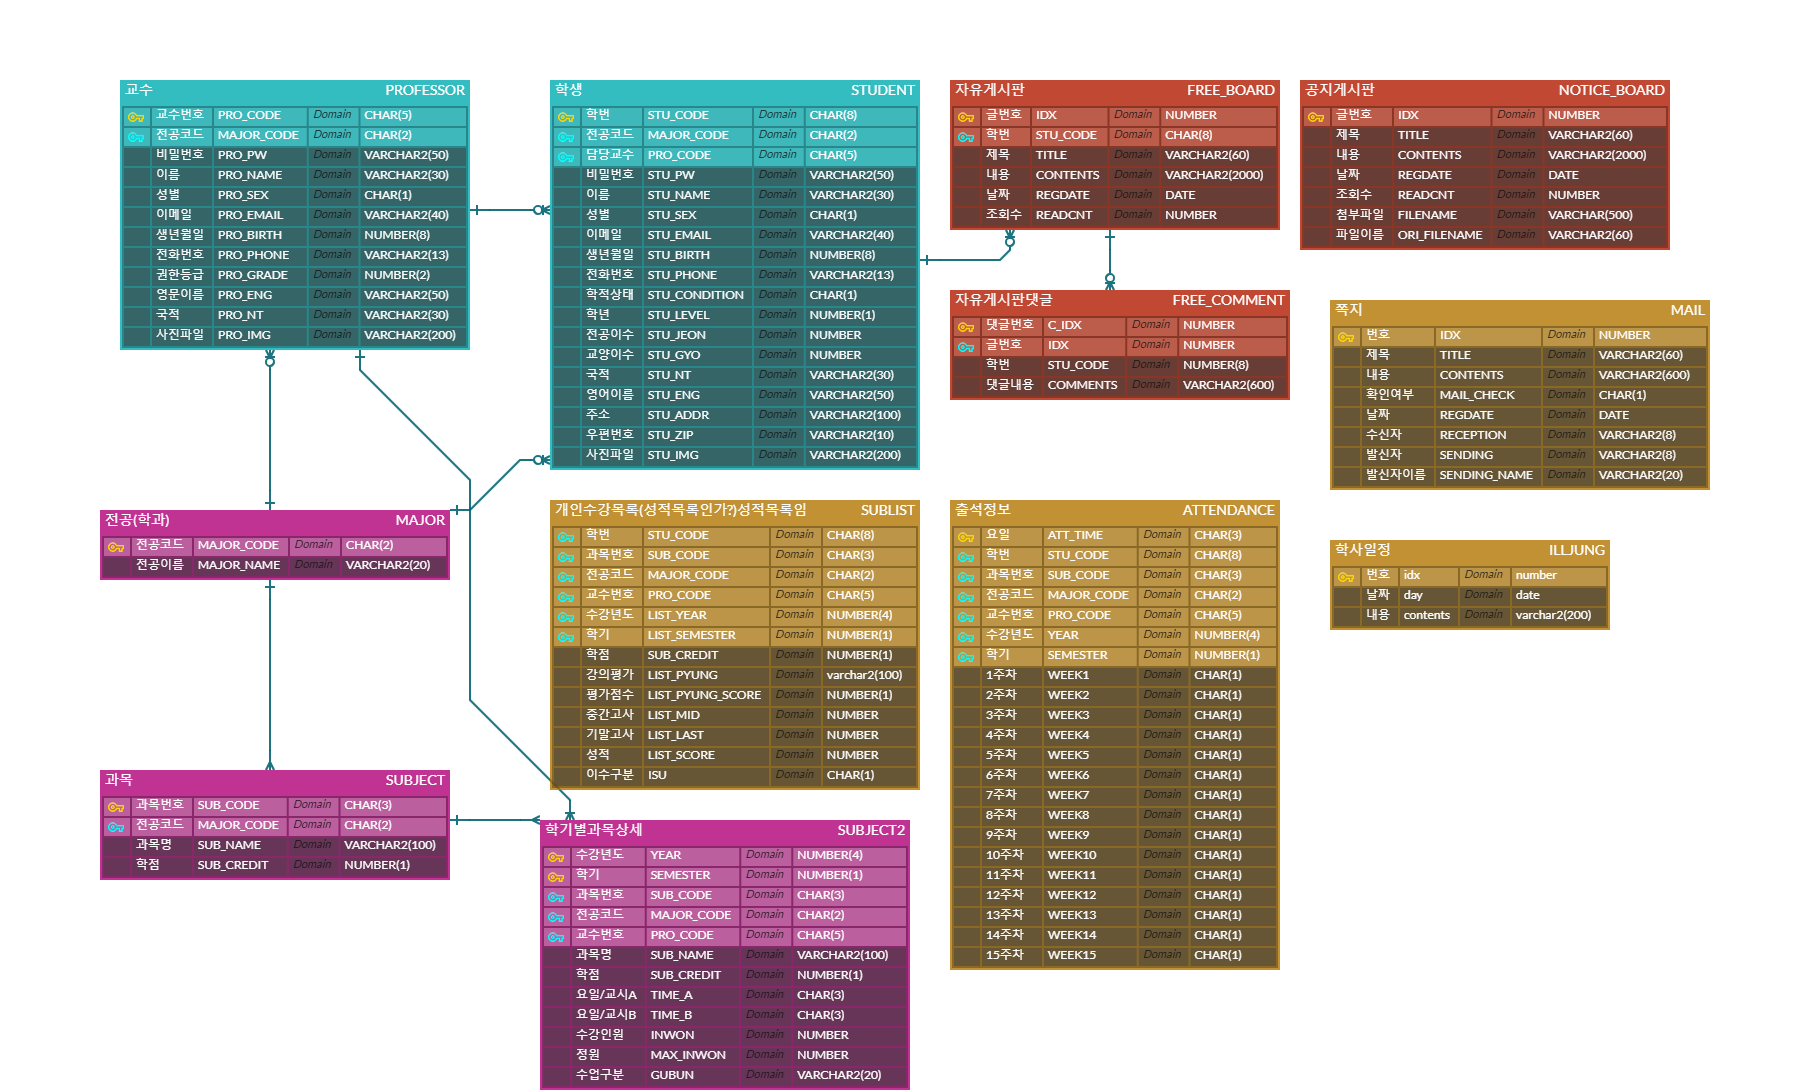 교수 PROFESSOR
교수번호 PRO_CODE Domain CHAR(5)
전공코드 MAJOR_CODE Domain CHAR(2)
비밀번호 PRO_PW Domain VARCHAR2(50)
이름 PRO_NAME Domain VARCHAR2(30)
성별 PRO_SEX Domain CHAR(1)
이메일 PRO_EMAIL Domain VARCHAR2(40)
생년월일 PRO_BIRTH Domain NUMBER(8)
전화번호 PRO_PHONE Domain VARCHAR2(13)
권한등급 PRO_GRADE Domain NUMBER(2)
영문이름 PRO_ENG Domain VARCHAR2(50)
국적 PRO_NT Domain VARCHAR2(30)
사진파일 PRO_IMG Domain VARCHAR2(200)
학생 STUDENT
학번 STU_CODE Domain CHAR(8)
전공코드 MAJOR_CODE Domain CHAR(2)
담당교수 PRO_CODE Domain CHAR(5)
비밀번호 STU_PW Domain VARCHAR2(50)
이름 STU_NAME Domain VARCHAR2(30)
성별 STU_SEX Domain CHAR(1)
이메일 STU_EMAIL Domain VARCHAR2(40)
생년월일 STU_BIRTH Domain NUMBER(8)
전화번호 STU_PHONE Domain VARCHAR2(13)
학적상태 STU_CONDITION Domain CHAR(1)
학년 STU_LEVEL Domain NUMBER(1)
전공이수 STU_JEON Domain NUMBER
교양이수 STU_GYO Domain NUMBER
국적 STU_NT Domain VARCHAR2(30)
영어이름 STU_ENG Domain VARCHAR2(50)
주소 STU_ADDR Domain VARCHAR2(100)
우편번호 STU_ZIP Domain VARCHAR2(10)
사진파일 STU_IMG Domain VARCHAR2(200)
자유게시판 FREE_BOARD
글번호 IDX Domain NUMBER
학번 STU_CODE Domain CHAR(8)
제목 TITLE Domain VARCHAR2(60)
내용 CONTENTS Domain VARCHAR2(2000)
날짜 REGDATE Domain DATE
조회수 READCNT Domain NUMBER
공지게시판 NOTICE_BOARD
글번호 IDX Domain NUMBER
제목 TITLE Domain VARCHAR2(60)
내용 CONTENTS Domain VARCHAR2(2000)
날짜 REGDATE Domain DATE
조회수 READCNT Domain NUMBER
첨부파일 FILENAME Domain VARCHAR(500)
파일이름 ORI_FILENAME Domain VARCHAR2(60)
자유게시판댓글 FREE_COMMENT
댓글번호 C_IDX Domain NUMBER
글번호 IDX Domain NUMBER
학번 STU_CODE Domain NUMBER(8)
댓글내용 COMMENTS Domain VARCHAR2(600)
쪽지 MAIL
번호 IDX Domain NUMBER
제목 TITLE Domain VARCHAR2(60)
내용 CONTENTS Domain VARCHAR2(600)
확인여부 MAIL_CHECK Domain CHAR(1)
날짜 REGDATE Domain DATE
수신자 RECEPTION Domain VARCHAR2(8)
발신자 SENDING Domain VARCHAR2(8)
발신자이름 SENDING_NAME Domain VARCHAR2(20)
전공(학과) MAJOR
전공코드 MAJOR_CODE Domain CHAR(2)
전공이름 MAJOR_NAME Domain VARCHAR2(20)
개인수강목록(성적목록인가?)성적목록임 SUBLIST
학번 STU_CODE Domain CHAR(8)
과목번호 SUB_CODE Domain CHAR(3)
전공코드 MAJOR_CODE Domain CHAR(2)
교수번호 PRO_CODE Domain CHAR(5)
수강년도 LIST_YEAR Domain NUMBER(4)
학기 LIST_SEMESTER Domain NUMBER(1)
학점 SUB_CREDIT Domain NUMBER(1)
강의평가 LIST_PYUNG Domain varchar2(100)
평가점수 LIST_PYUNG_SCORE Domain NUMBER(1)
중간고사 LIST_MID Domain NUMBER
기말고사 LIST_LAST Domain NUMBER
성적 LIST_SCORE Domain NUMBER
이수구분 ISU Domain CHAR(1)
출석정보 ATTENDANCE
요일 ATT_TIME Domain CHAR(3)
학번 STU_CODE Domain CHAR(8)
과목번호 SUB_CODE Domain CHAR(3)
전공코드 MAJOR_CODE Domain CHAR(2)
교수번호 PRO_CODE Domain CHAR(5)
수강년도 YEAR Domain NUMBER(4)
학기 SEMESTER Domain NUMBER(1)
1주차 WEEK1 Domain CHAR(1)
2주차 WEEK2 Domain CHAR(1)
3주차 WEEK3 Domain CHAR(1)
4주차 WEEK4 Domain CHAR(1)
5주차 WEEK5 Domain CHAR(1)
6주차 WEEK6 Domain CHAR(1)
7주차 WEEK7 Domain CHAR(1)
8주차 WEEK8 Domain CHAR(1)
9주차 WEEK9 Domain CHAR(1)
10주차 WEEK10 Domain CHAR(1)
11주차 WEEK11 Domain CHAR(1)
12주차 WEEK12 Domain CHAR(1)
13주차 WEEK13 Domain CHAR(1)
14주차 WEEK14 Domain CHAR(1)
15주차 WEEK15 Domain CHAR(1)
학사일정 ILLJUNG
번호 idx Domain number
날짜 day Domain date
내용 contents Domain varchar2(200)
과목 SUBJECT
과목번호 SUB_CODE Domain CHAR(3)
전공코드 MAJOR_CODE Domain CHAR(2)
과목명 SUB_NAME Domain VARCHAR2(100)
학점 SUB_CREDIT Domain NUMBER(1)
학기별과목상세 SUBJECT2
수강년도 YEAR Domain NUMBER(4)
학기 SEMESTER Domain NUMBER(1)
과목번호 SUB_CODE Domain CHAR(3)
전공코드 MAJOR_CODE Domain CHAR(2)
교수번호 PRO_CODE Domain CHAR(5)
과목명 SUB_NAME Domain VARCHAR2(100)
학점 SUB_CREDIT Domain NUMBER(1)
요일/교시A TIME_A Domain CHAR(3)
요일/교시B TIME_B Domain CHAR(3)
수강인원 INWON Domain NUMBER
정원 MAX_INWON Domain NUMBER
수업구분 GUBUN Domain VARCHAR2(20)